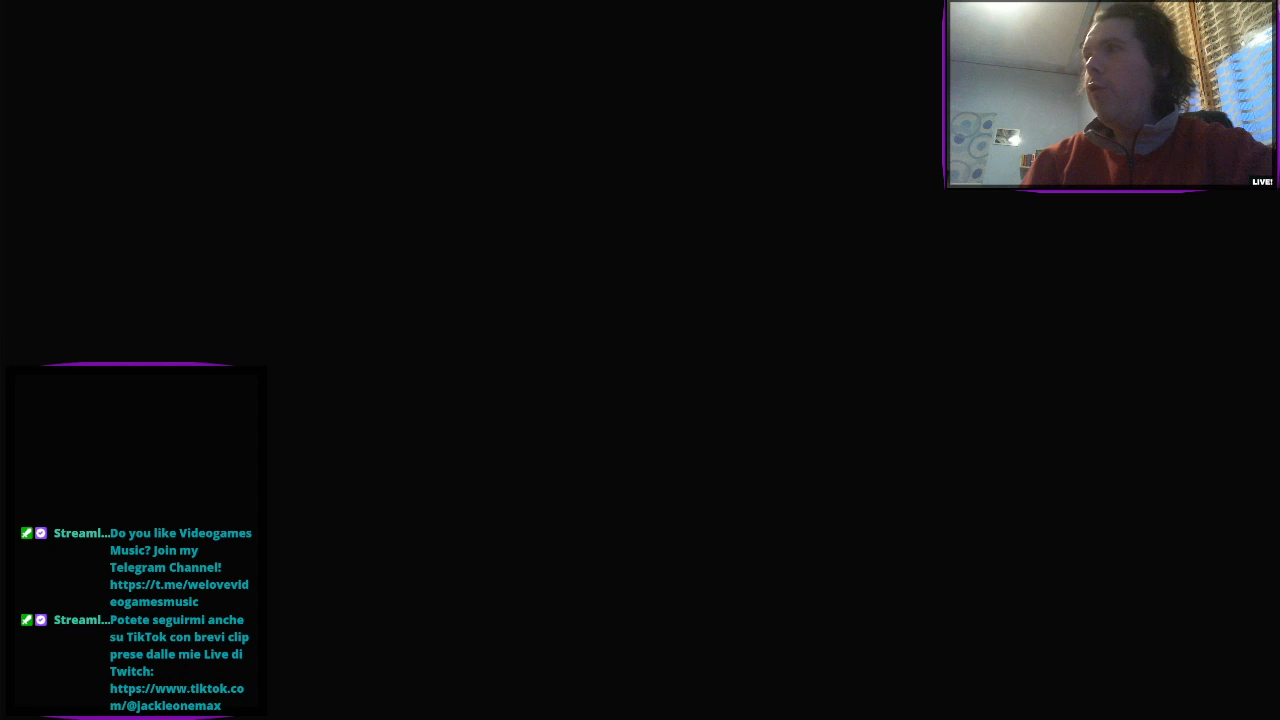 LIVE!
Streaml...Do you like Videogames
Music? Join my
Telegram Channel!
https://t.me/welovevid
eogamesmusic
Streaml...Potete seguirmi anche
su TikTok con brevi clip
prese dalle mie Live di
Twitch:
https://www.tiktok.co
m/@jackleonemax